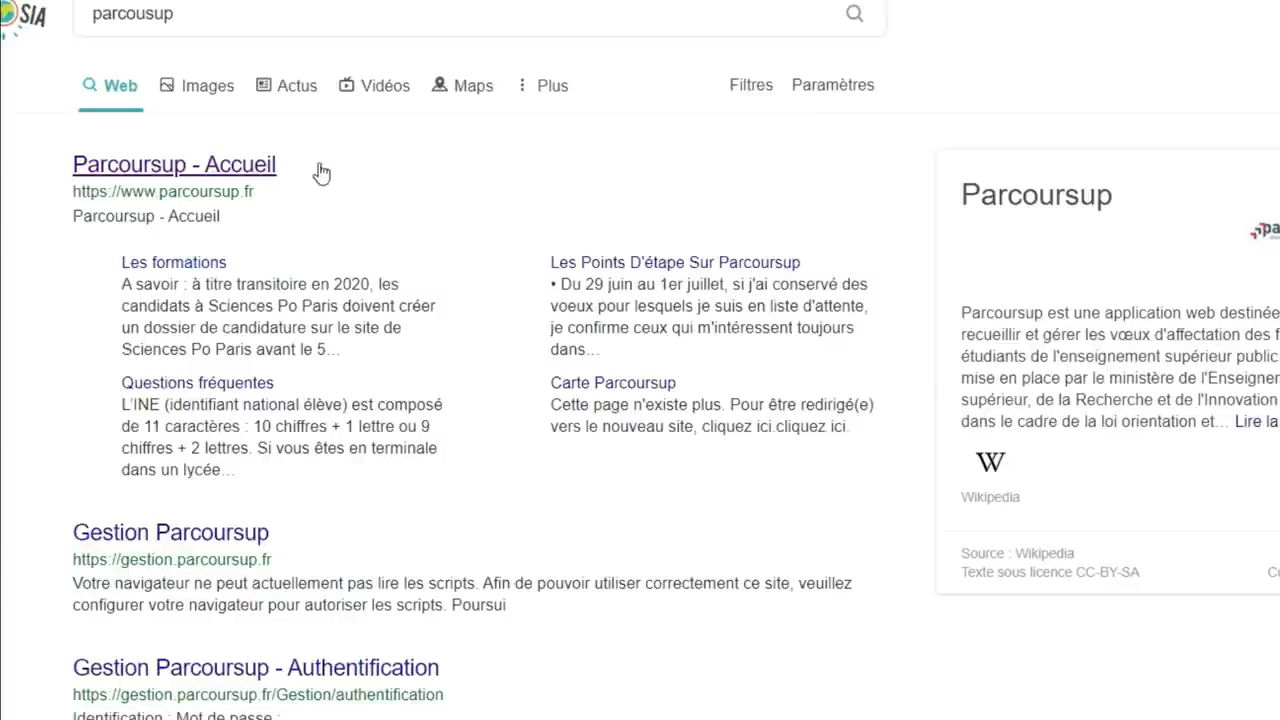 SIA
parcousup
Web Images Actus Vidéos Maps Plus Filtres Paramètres
Parcoursup - Accueil
https://www.parcoursup.fr
Parcoursup - Accueil
Les formations
A savoir : à titre transitoire en 2020, les
candidats à Sciences Po Paris doivent créer
un dossier de candidature sur le site de
Sciences Po Paris avant le 5...
Les Points D'étape Sur Parcoursup
• Du 29 juin au 1er juillet, si j'ai conservé des
voeux pour lesquels je suis en liste d'attente,
je confirme ceux qui m'intéressent toujours
dans...
Questions fréquentes
L'INE (identifiant national élève) est composé
de 11 caractères : 10 chiffres + 1 lettre ou 9
chiffres + 2 lettres. Si vous êtes en terminale
dans un lycée...
Carte Parcoursup
Cette page n'existe plus. Pour être redirigé(e)
vers le nouveau site, cliquez ici.cliquez ici.
Gestion Parcoursup
https://gestion.parcoursup.fr
Votre navigateur ne peut actuellement pas lire les scripts. Afin de pouvoir utiliser correctement ce site, veuillez
configurer votre navigateur pour autoriser les scripts. Poursui
Gestion Parcoursup - Authentification
https://gestion.parcoursup.fr/Gestion/authentification
Identification : Mot de passe :
Parcoursup
pa
Parcoursup est une application web destinée
recueillir et gérer les vœux d'affectation des f
étudiants de l'enseignement supérieur public
mise en place par le ministère de l'Enseigner
supérieur, de la Recherche et de l'Innovation
dans le cadre de la loi orientation et... Lire la
W
Wikipedia
Source : Wikipedia
Texte sous licence CC-BY-SA
Co